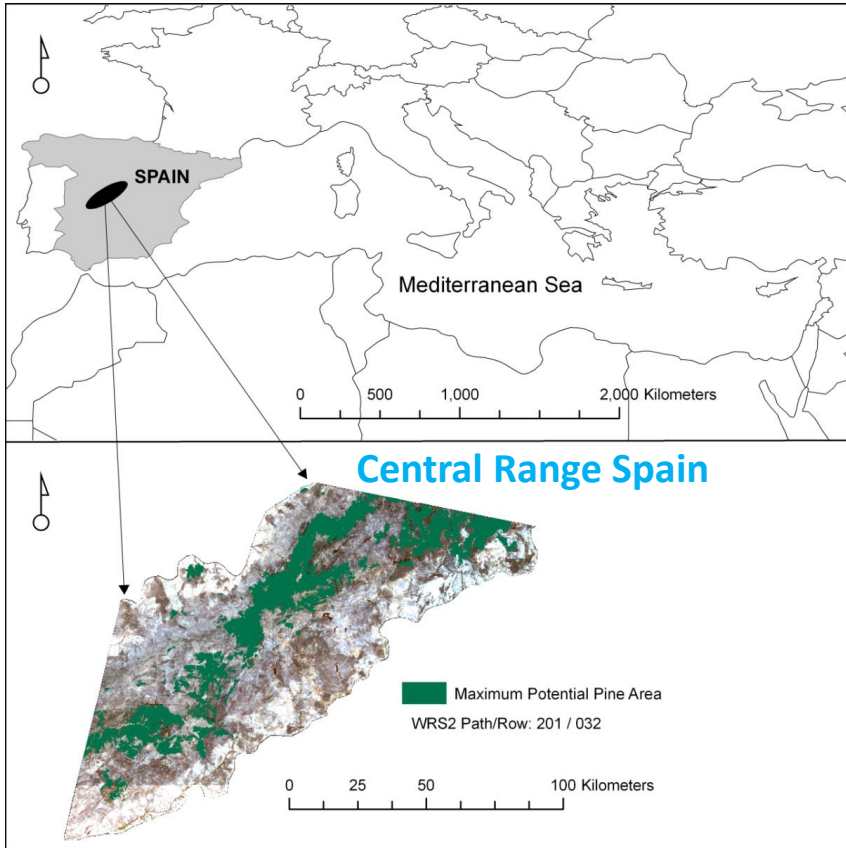 SPAIN
Mediterranean Sea
0 500 1,000 2,000 Kilometers
Central Range Spain
Maximum Potential Pine Area
WRS2 Path/Row: 201 / 032
0 25 50 100 Kilometers